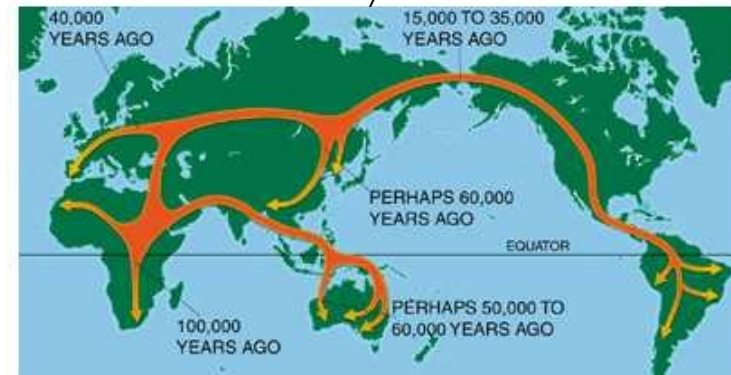 40,000
YEARS AGO
15,000 TO 35,000
YEARS AGO
PERHAPS 60,000
YEARS AGO
EQUATOR
PERHAPS 50,000 TO
60,000 YEARS AGO
100,000
YEARS AGO